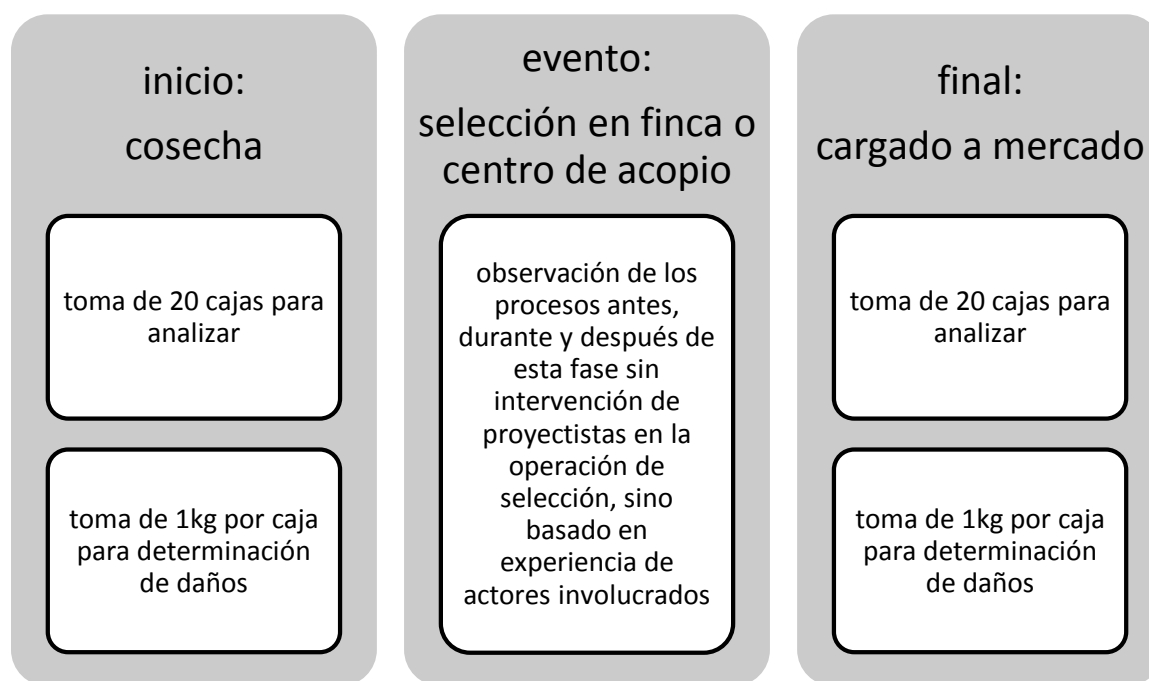 inicio:
cosecha
toma de 20 cajas para
analizar
toma de 1kg por caja
para determinación
de daños
evento:
selección en finca o
centro de acopio
observación de los
procesos antes,
durante y después de
esta fase sin
intervención de
proyectistas en la
operación de
selección, sino
basado en
experiencia de
actores involucrados
final:
cargado a mercado
toma de 20 cajas para
analizar
toma de 1kg por caja
para determinación
de daños